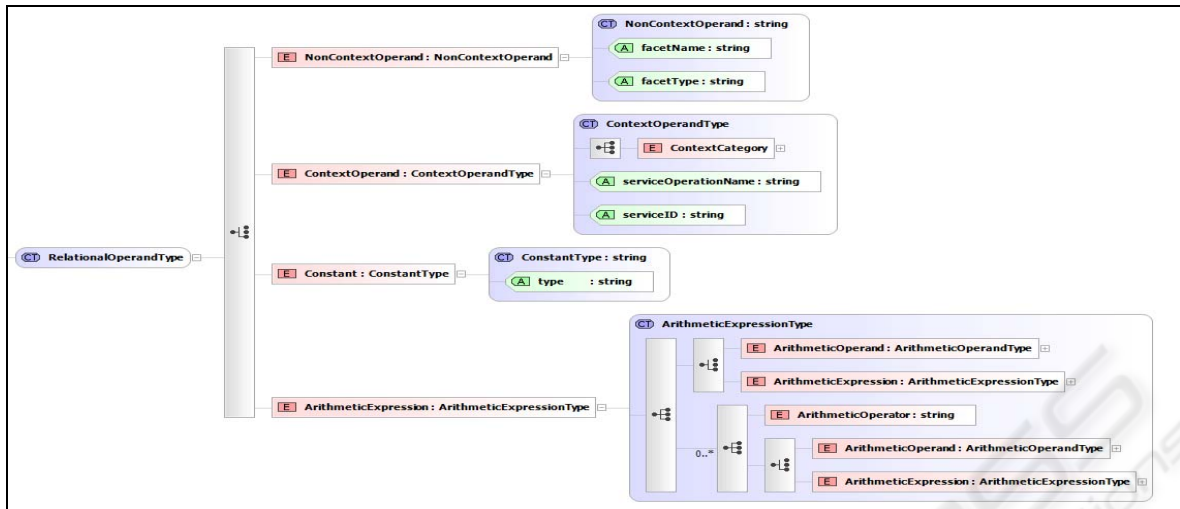 CT NonContextOperand : string
E NonContextOperand : NonContextOperand
A facetName : string
A facetType : string
CT ContextOperandType
E ContextCategory
E ContextOperand : ContextOperandType
A serviceOperationName : string
A serviceID : string
CT RelationalOperandType
CT ConstantType : string
E Constant : ConstantType
A type : string
CT ArithmeticExpressionType
E ArithmeticOperand : ArithmeticOperandType
E ArithmeticExpression : ArithmeticExpressionType
E ArithmeticExpression : ArithmeticExpressionType
E ArithmeticOperator : string
0..*
E ArithmeticOperand : ArithmeticOperandType
E ArithmeticExpression : ArithmeticExpressionType